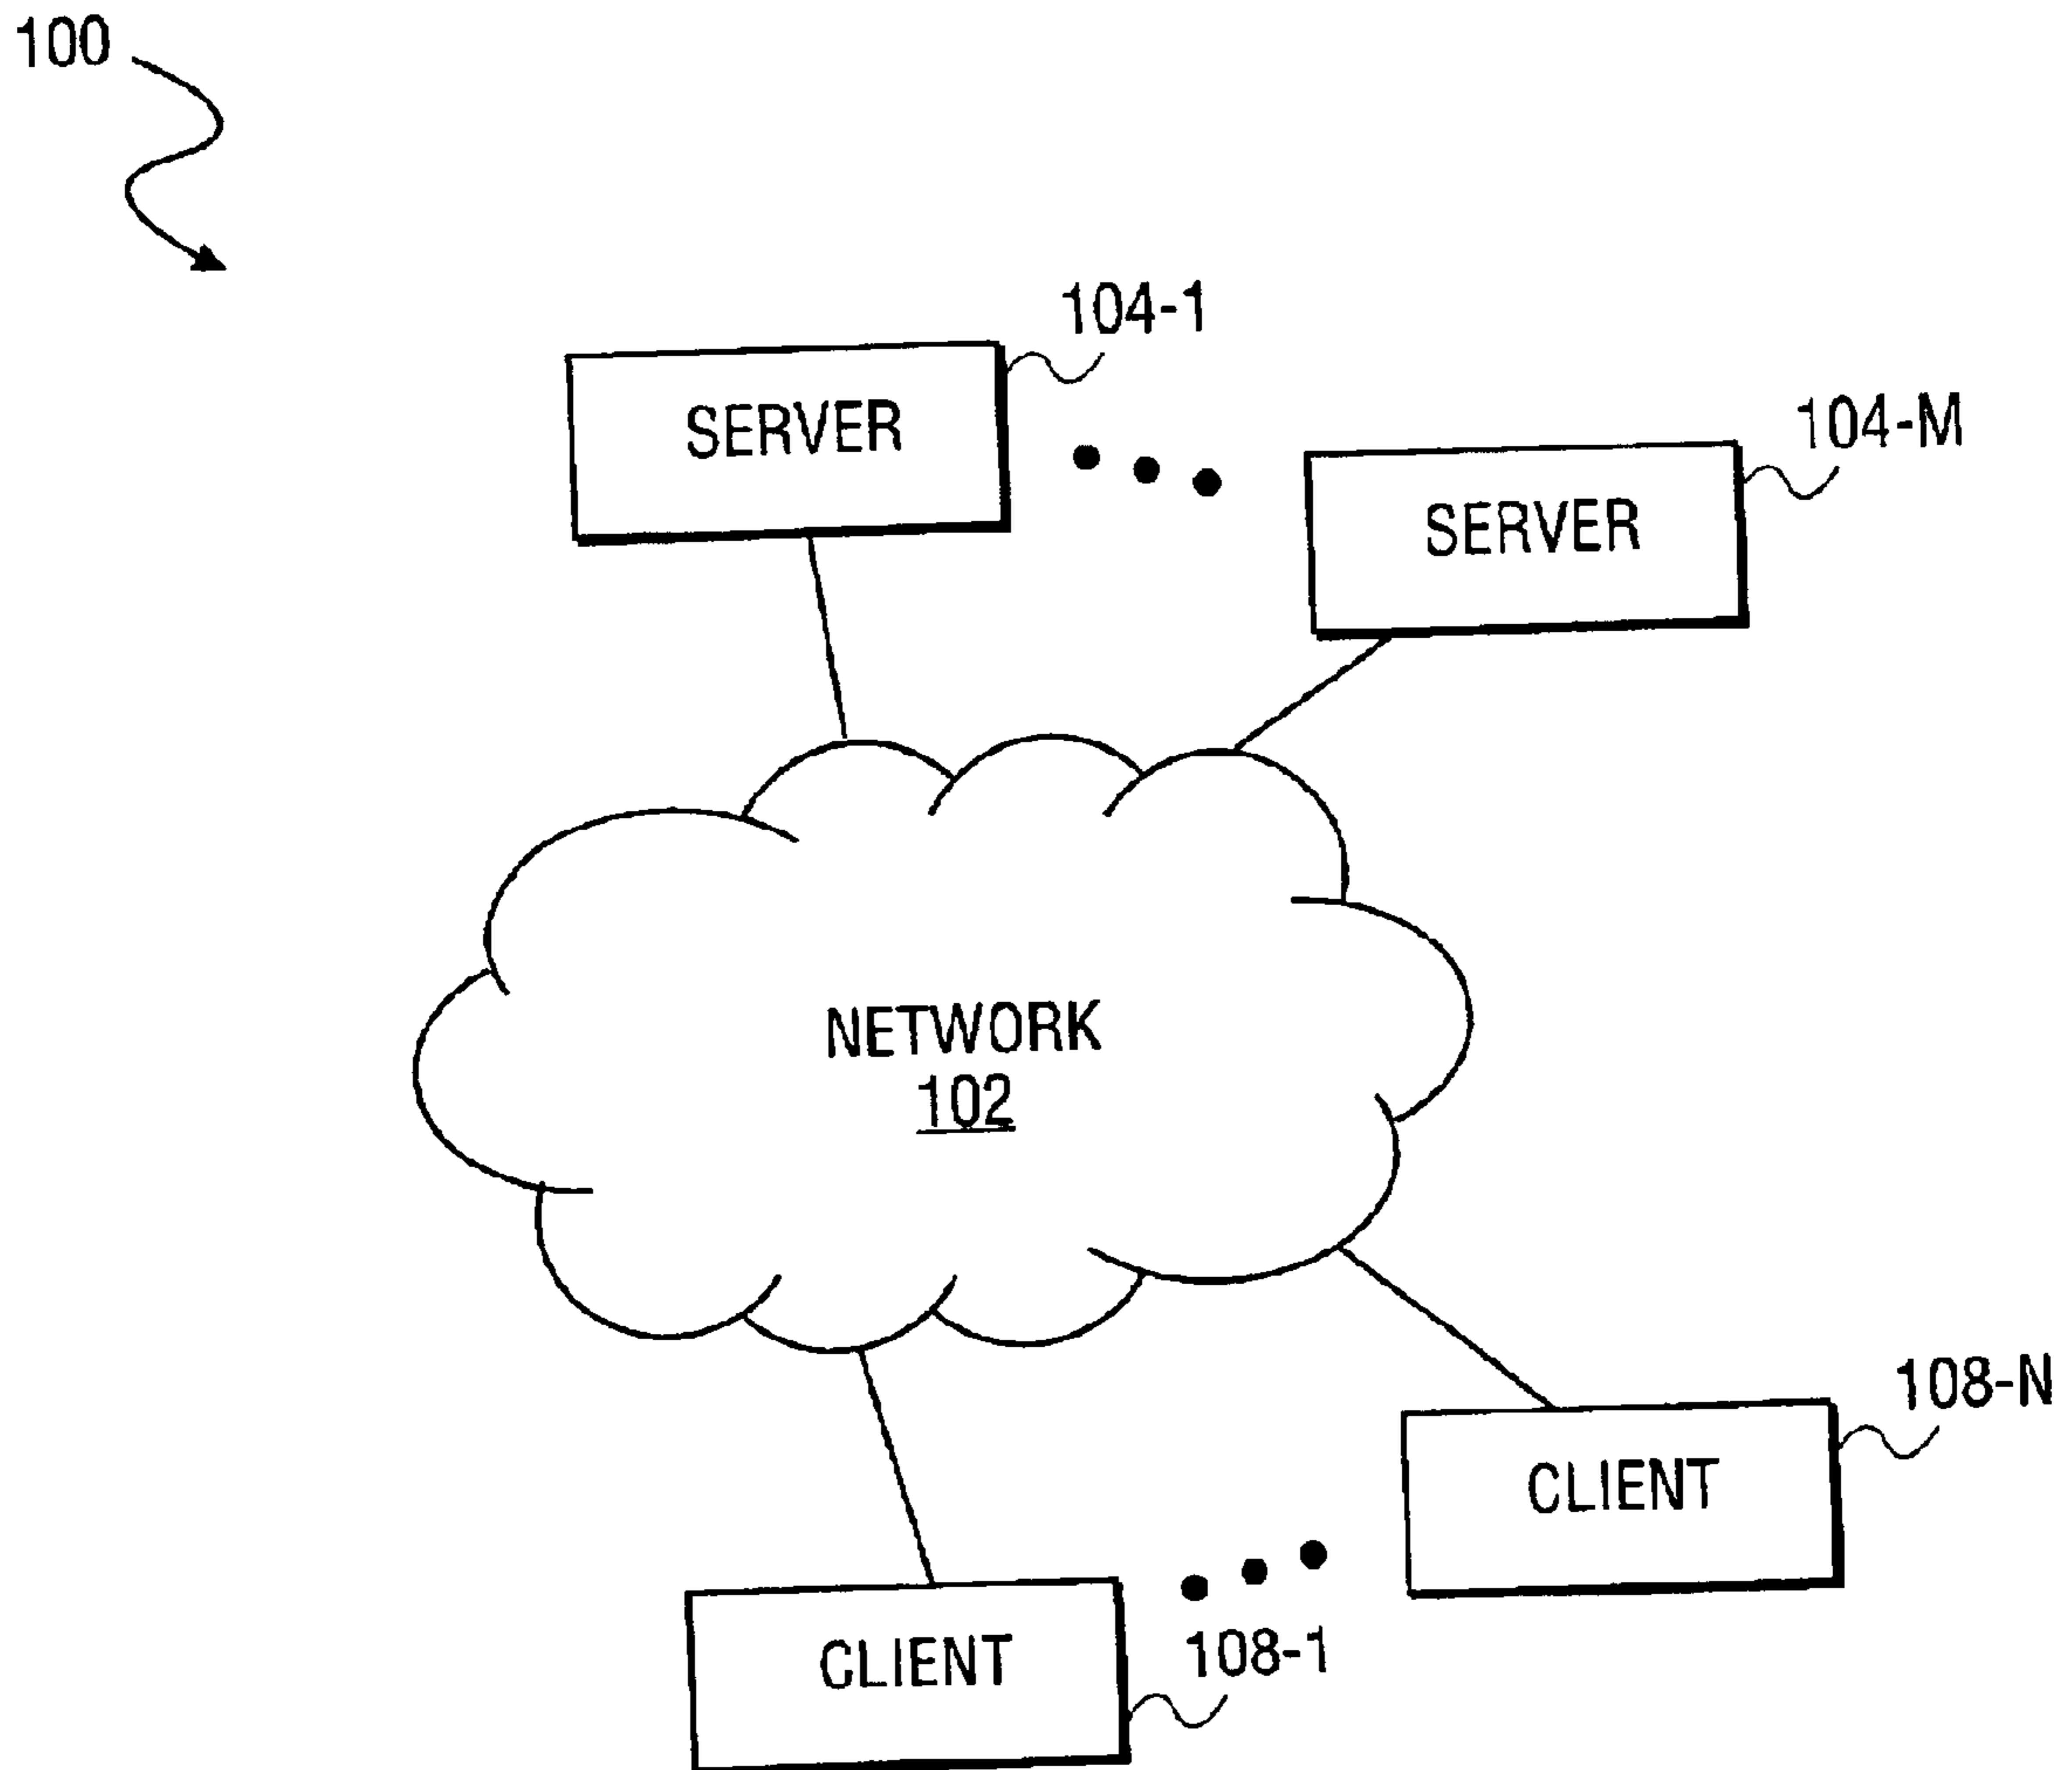 100
104-1
SERVER
104-M
SERVER
NETWORK
102
108-N
CLIENT
108-1
CLIENT